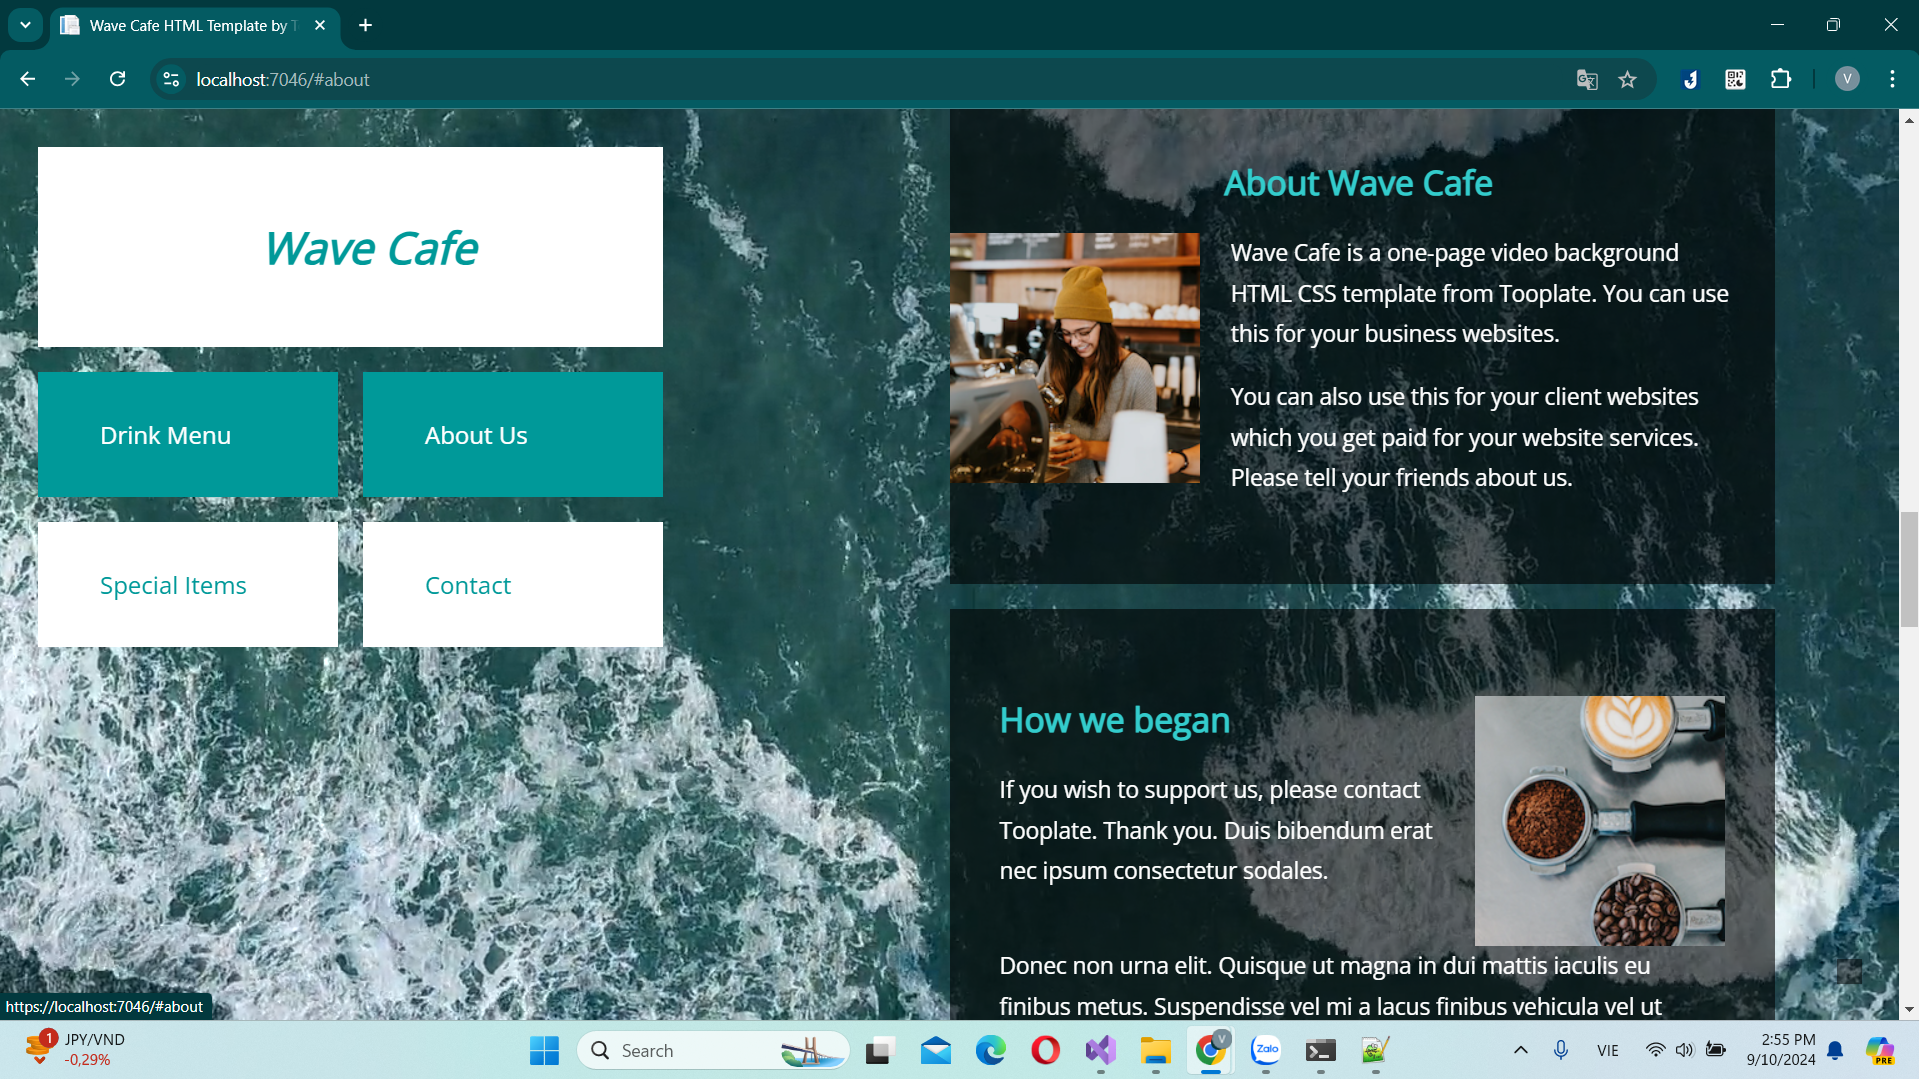 Wave Cafe HTML Template by T
localhost:7046/#about
V
Wave Cafe
Drink Menu
About Us
Special Items
Contact
About Wave Cafe
Wave Cafe is a one-page video background
HTML CSS template from Tooplate. You can use
this for your business websites.
You can also use this for your client websites
which you get paid for your website services.
Please tell your friends about us.
How we began
If you wish to support us, please contact
Tooplate. Thank you. Duis bibendum erat
nec ipsum consectetur sodales.
Donec non urna elit. Quisque ut magna in dui mattis iaculis eu
finibus metus. Suspendisse vel mi a lacus finibus vehicula vel ut
https://localhost:7046/#about
1
JPY/VND
-0,29%
Search
V
Zalo
VIE
2:55 PM
9/10/2024
PRE